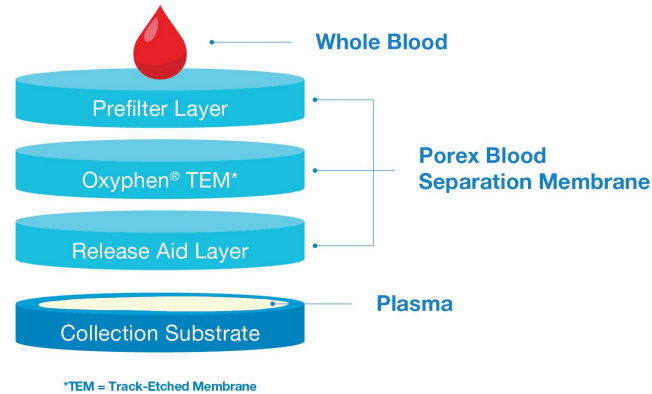 Whole Blood
Prefilter Layer
Oxyphen® TEM*
Porex Blood
Separation Membrane
Release Aid Layer
Plasma
Collection Substrate
*TEM = Track-Etched Membrane